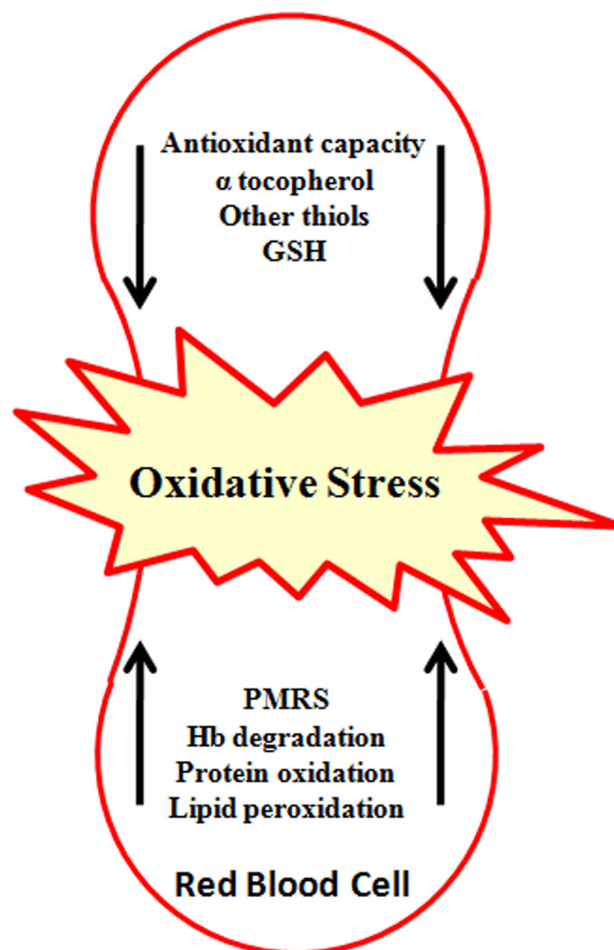 Antioxidant capacity
α tocopherol
Other thiols
GSH
Oxidative Stress
PMRS
Hb degradation
Protein oxidation
Lipid peroxidation
Red Blood Cell